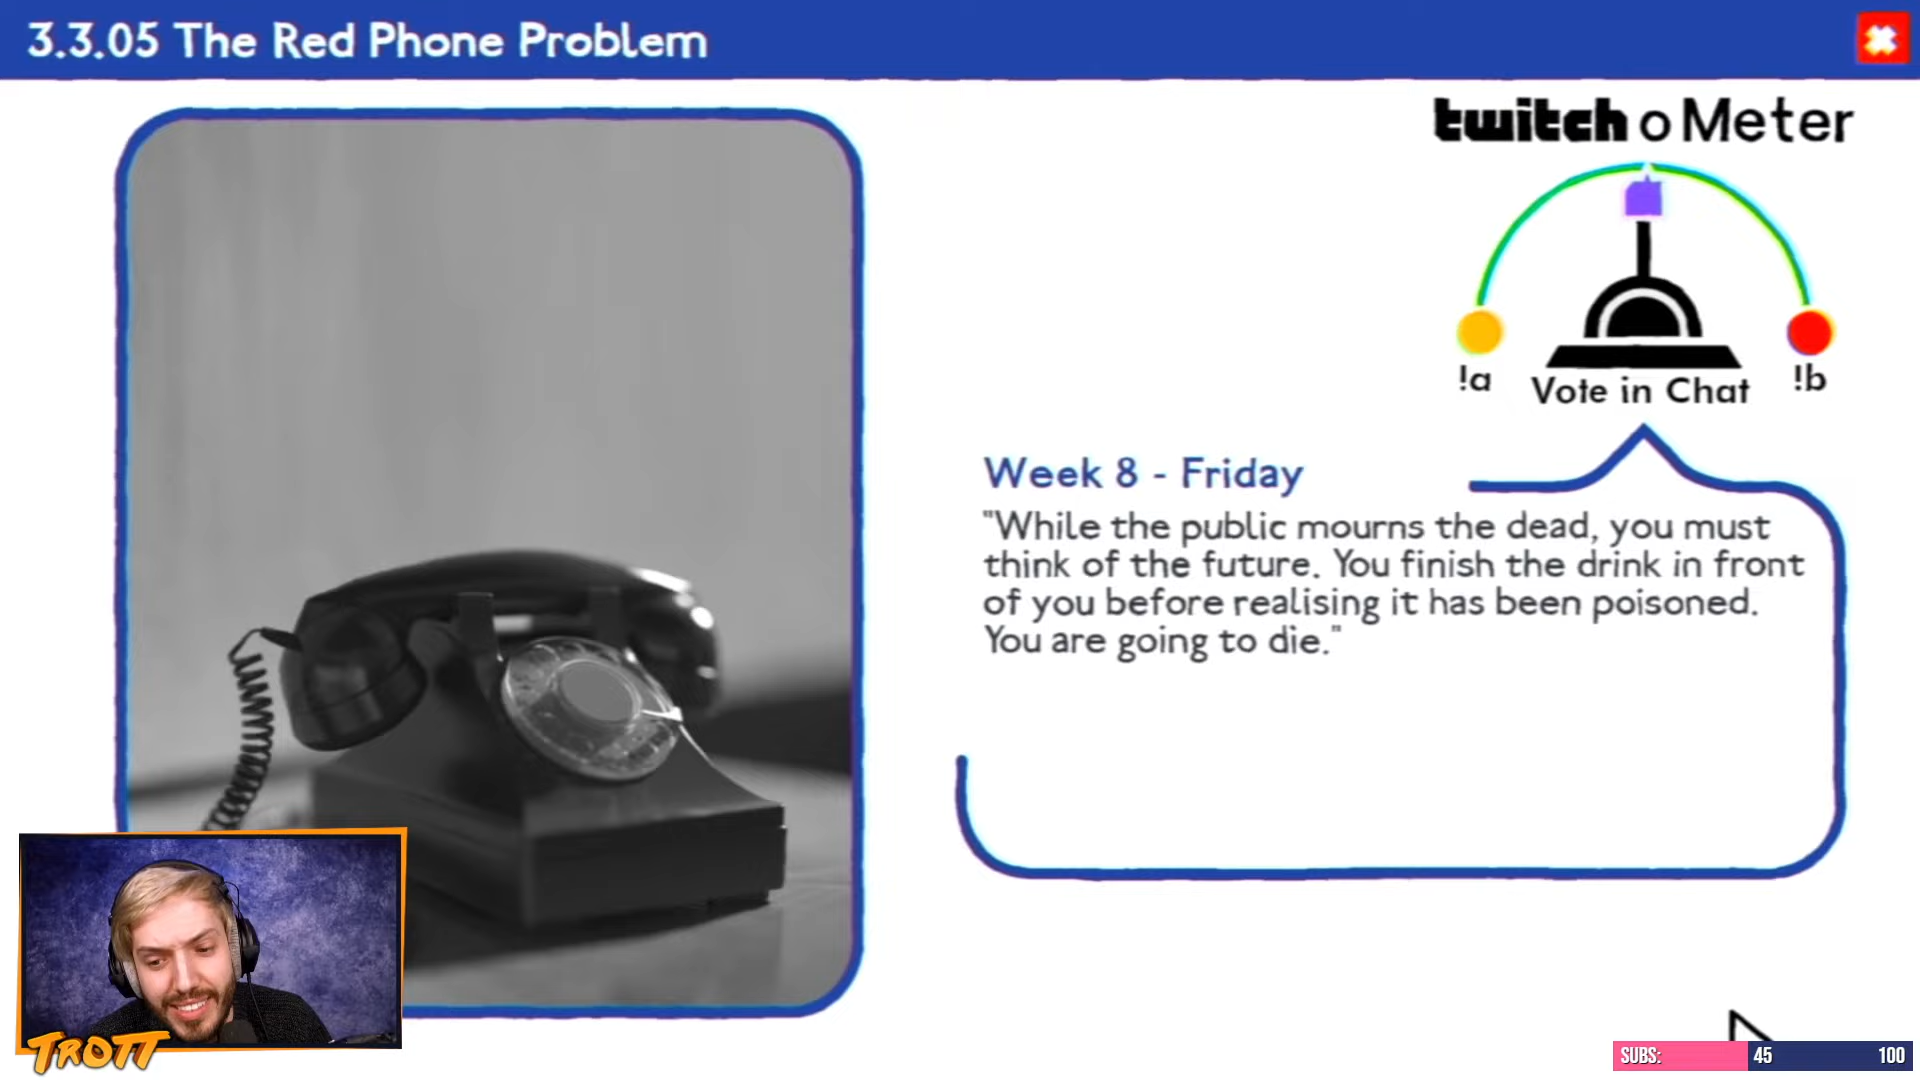 3.3.05 The Red Phone Problem
twitch o Meter
!a
Vote in Chat
!b
Week 8 - Friday
"While the public mourns the dead, you must
think of the future. You finish the drink in front
of you before realising it has been poisoned.
You are going to die."
TROTT
SUBS: 45 100